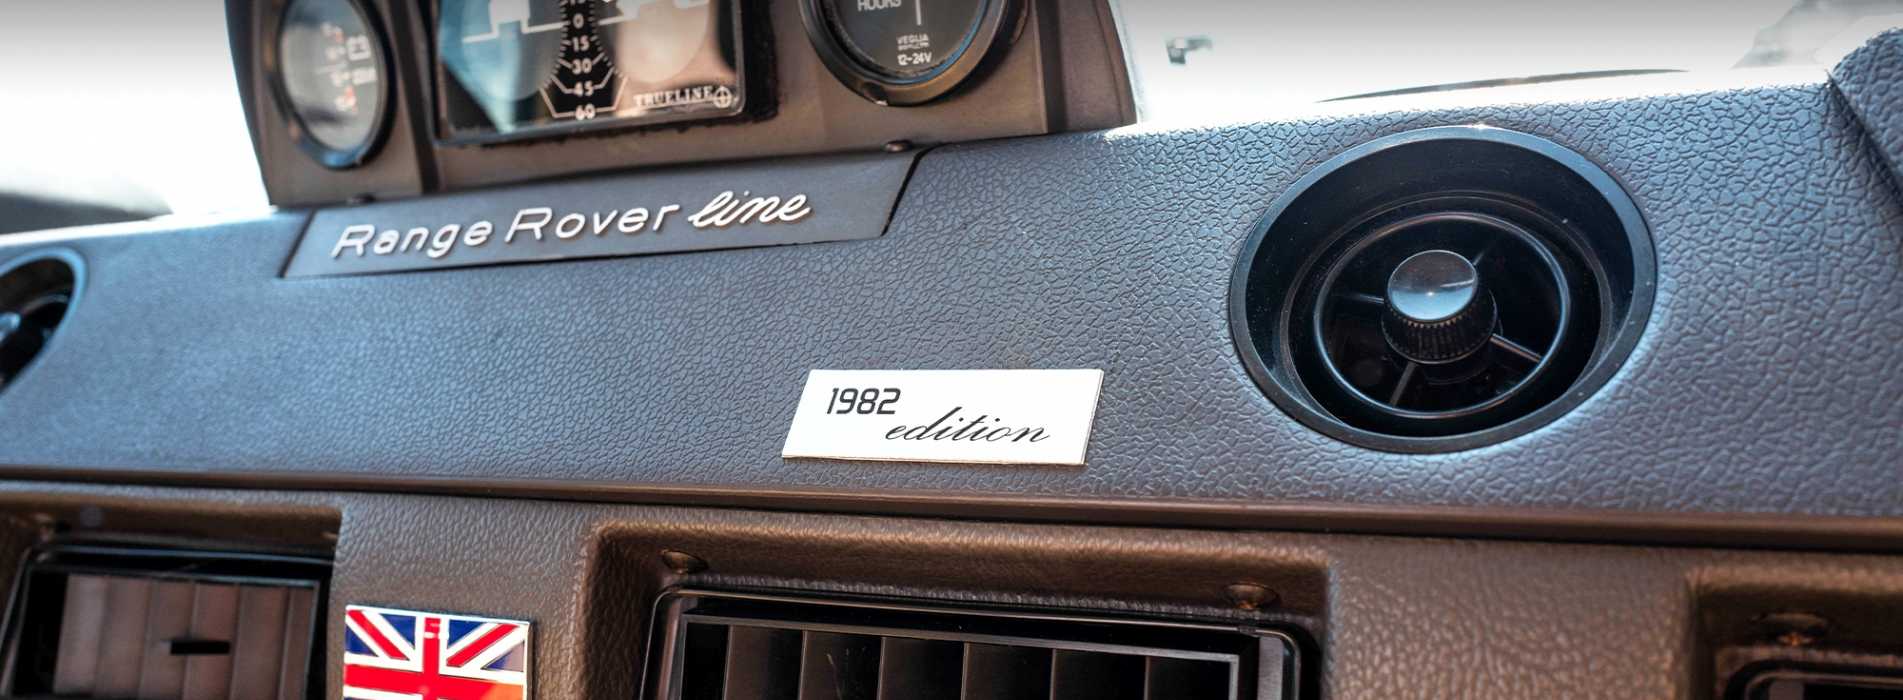 HOURS
VEGLIA
12-24V
0
15
30
45
60
TRUELINE
Range Rover line
1982
edition